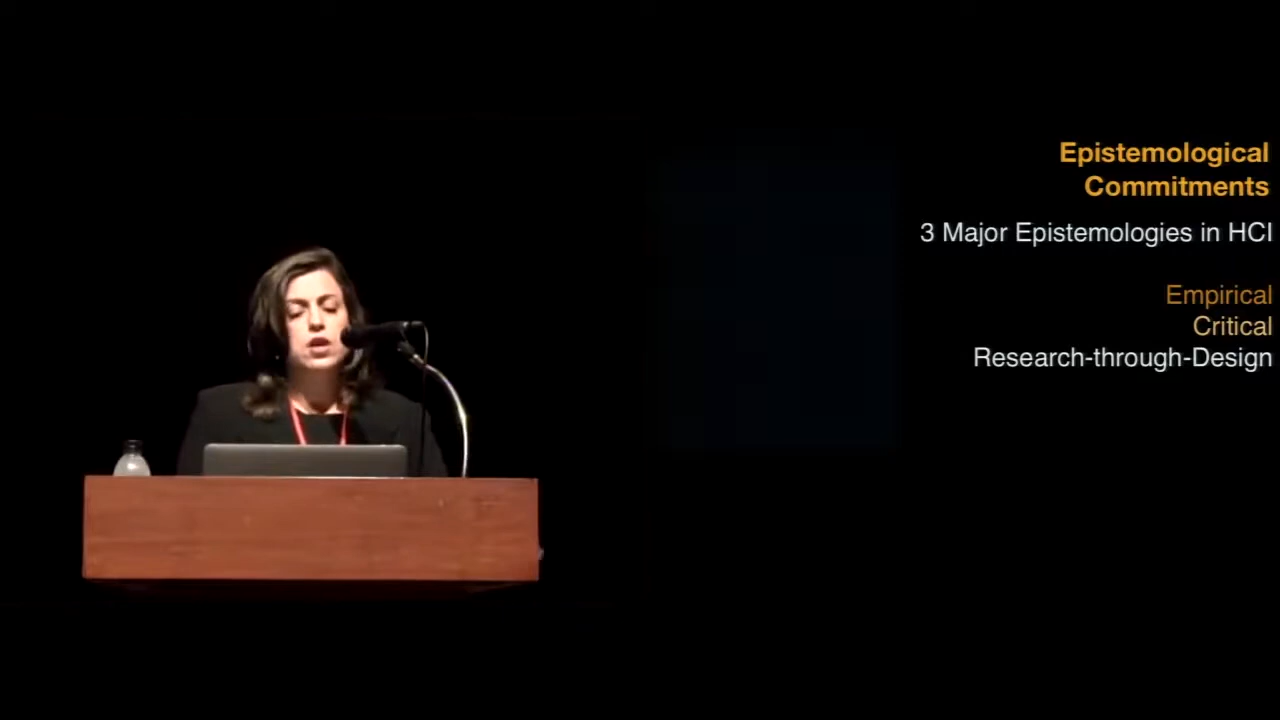 Epistemological
Commitments
3 Major Epistemologies in HCI
Empirical
Critical
Research-through-Design